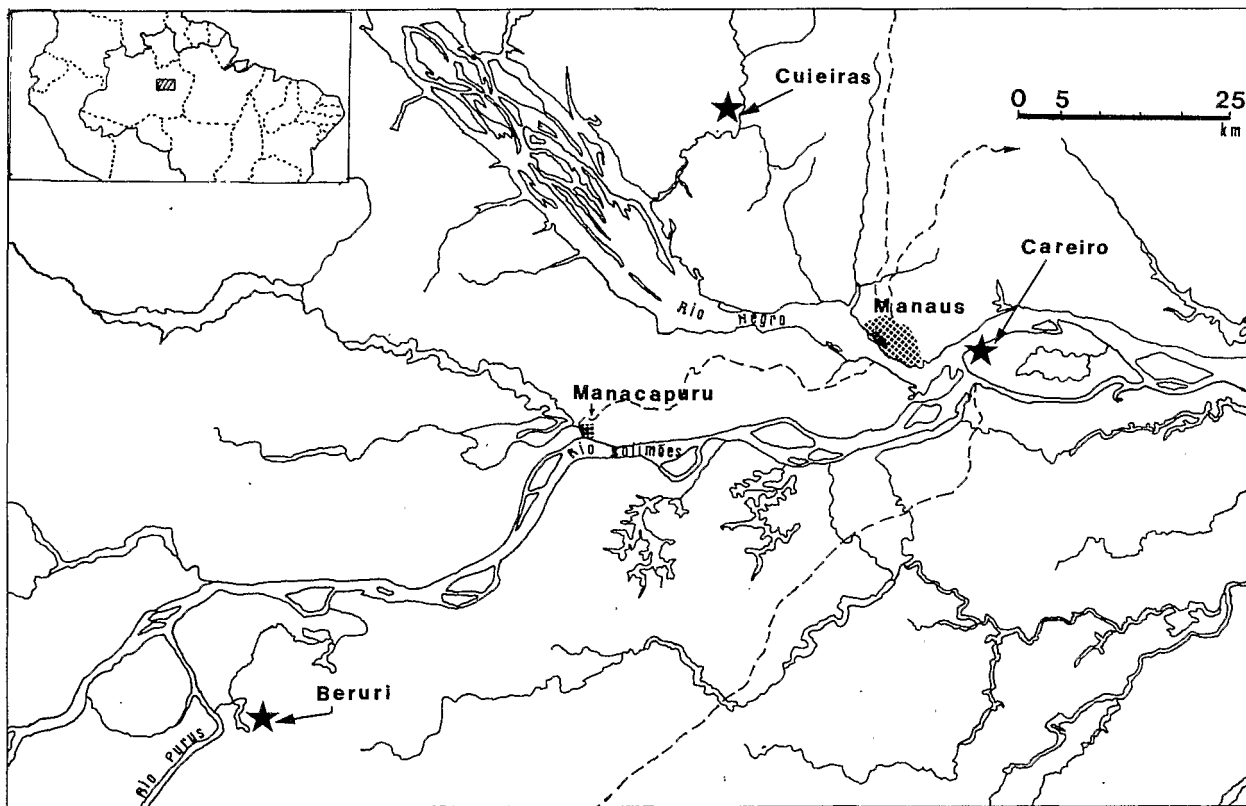 Cuieiras
0 5 25
km
Careiro
Manaus
Rio Negro
Manacapuru
Rio Solimões
Beruri
Rio Purus